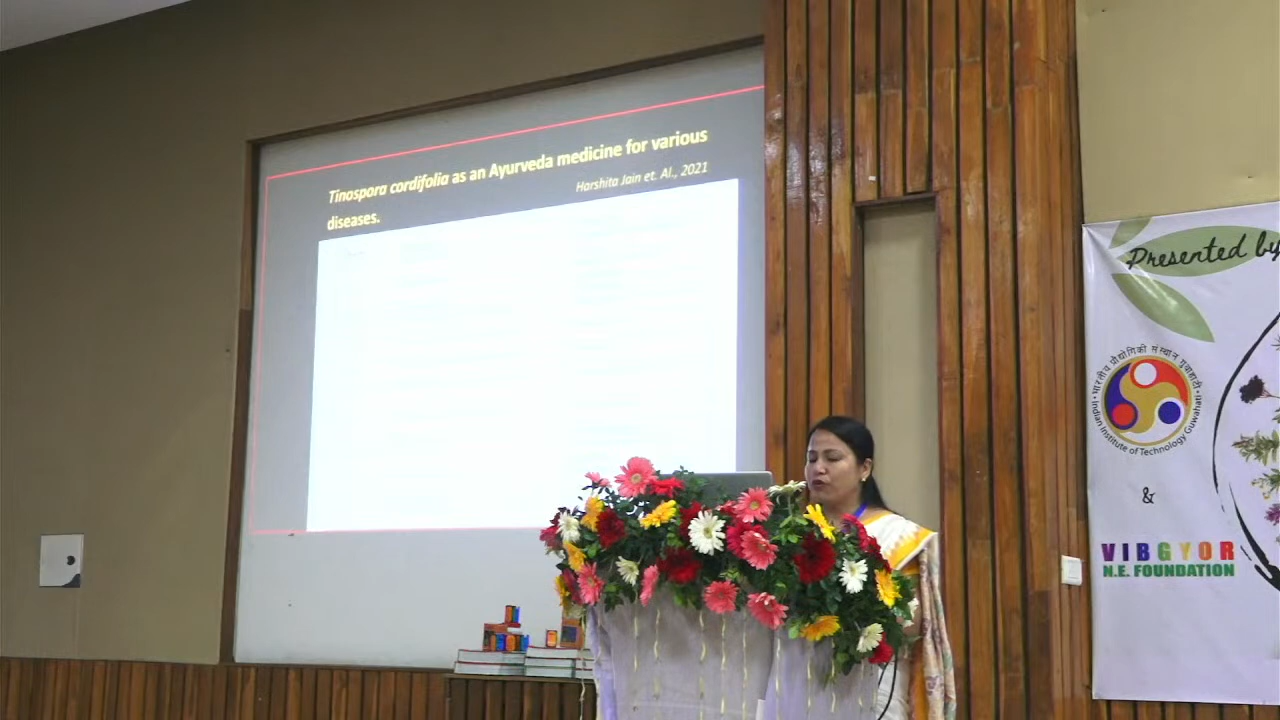 Tinospora cordifolia as an Ayurveda medicine for various
Harshita Jain et. Al., 2021
diseases.
Presented by
भारतीय प्रौद्योगिकी संस्थान गुवाहाटी
Indian Institute of Technology Guwahati
&
VIBGYOR
N.E. FOUNDATION